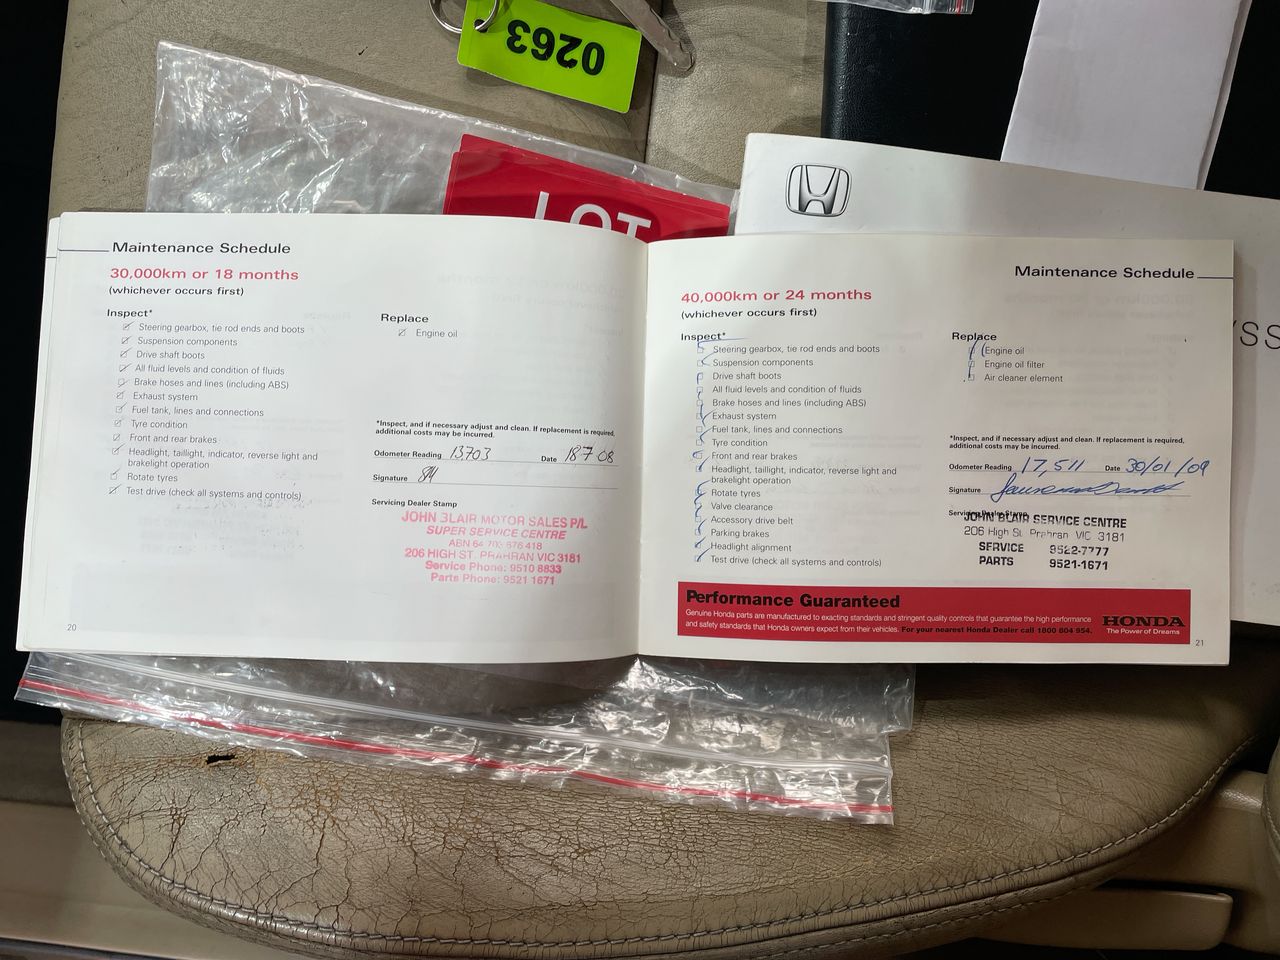 0263
LOT
Maintenance Schedule
30,000km or 18 months
(whichever occurs first)
Inspect*
Steering gearbox, tie rod ends and boots
Suspension components
Drive shaft boots
All fluid levels and condition of fluids
Brake hoses and lines (including ABS)
Exhaust system
Fuel tank, lines and connections
Tyre condition
Front and rear brakes
Headlight, taillight, indicator, reverse light and
brakelight operation
Rotate tyres
Test drive (check all systems and controls)
Replace
Engine oil
*Inspect, and if necessary adjust and clean. If replacement is required,
additional costs may be incurred.
Odometer Reading 13703 Date 18 7 08
Signature
Servicing Dealer Stamp
JOHN BLAIR MOTOR SALES P/L
SUPER SERVICE CENTRE
ABN 64 703 676 418
206 HIGH ST. PRAHRAN VIC 3181
Service Phone: 9510 8833
Parts Phone: 9521 1671
20
Maintenance Schedule
40,000km or 24 months
(whichever occurs first)
Inspect*
Steering gearbox, tie rod ends and boots
Suspension components
Drive shaft boots
All fluid levels and condition of fluids
Brake hoses and lines (including ABS)
Exhaust system
Fuel tank, lines and connections
Tyre condition
Front and rear brakes
Headlight, taillight, indicator, reverse light and
brakelight operation
Rotate tyres
Valve clearance
Accessory drive belt
Parking brakes
Headlight alignment
Test drive (check all systems and controls)
Replace
Engine oil
Engine oil filter
Air cleaner element
*Inspect, and if necessary adjust and clean. If replacement is required,
additional costs may be incurred.
Odometer Reading 17,511 Date 30/01/09
Signature
Servicing Dealer Stamp
JOHN BLAIR SERVICE CENTRE
206 High St. Prahran VIC 3181
SERVICE 9522-7777
PARTS 9521-1671
Performance Guaranteed
Genuine Honda parts are manufactured to exacting standards and stringent quality controls that guarantee the high performance
and safety standards that Honda owners expect from their vehicles. For your nearest Honda Dealer call 1800 804 954.
HONDA
The Power of Dreams
21